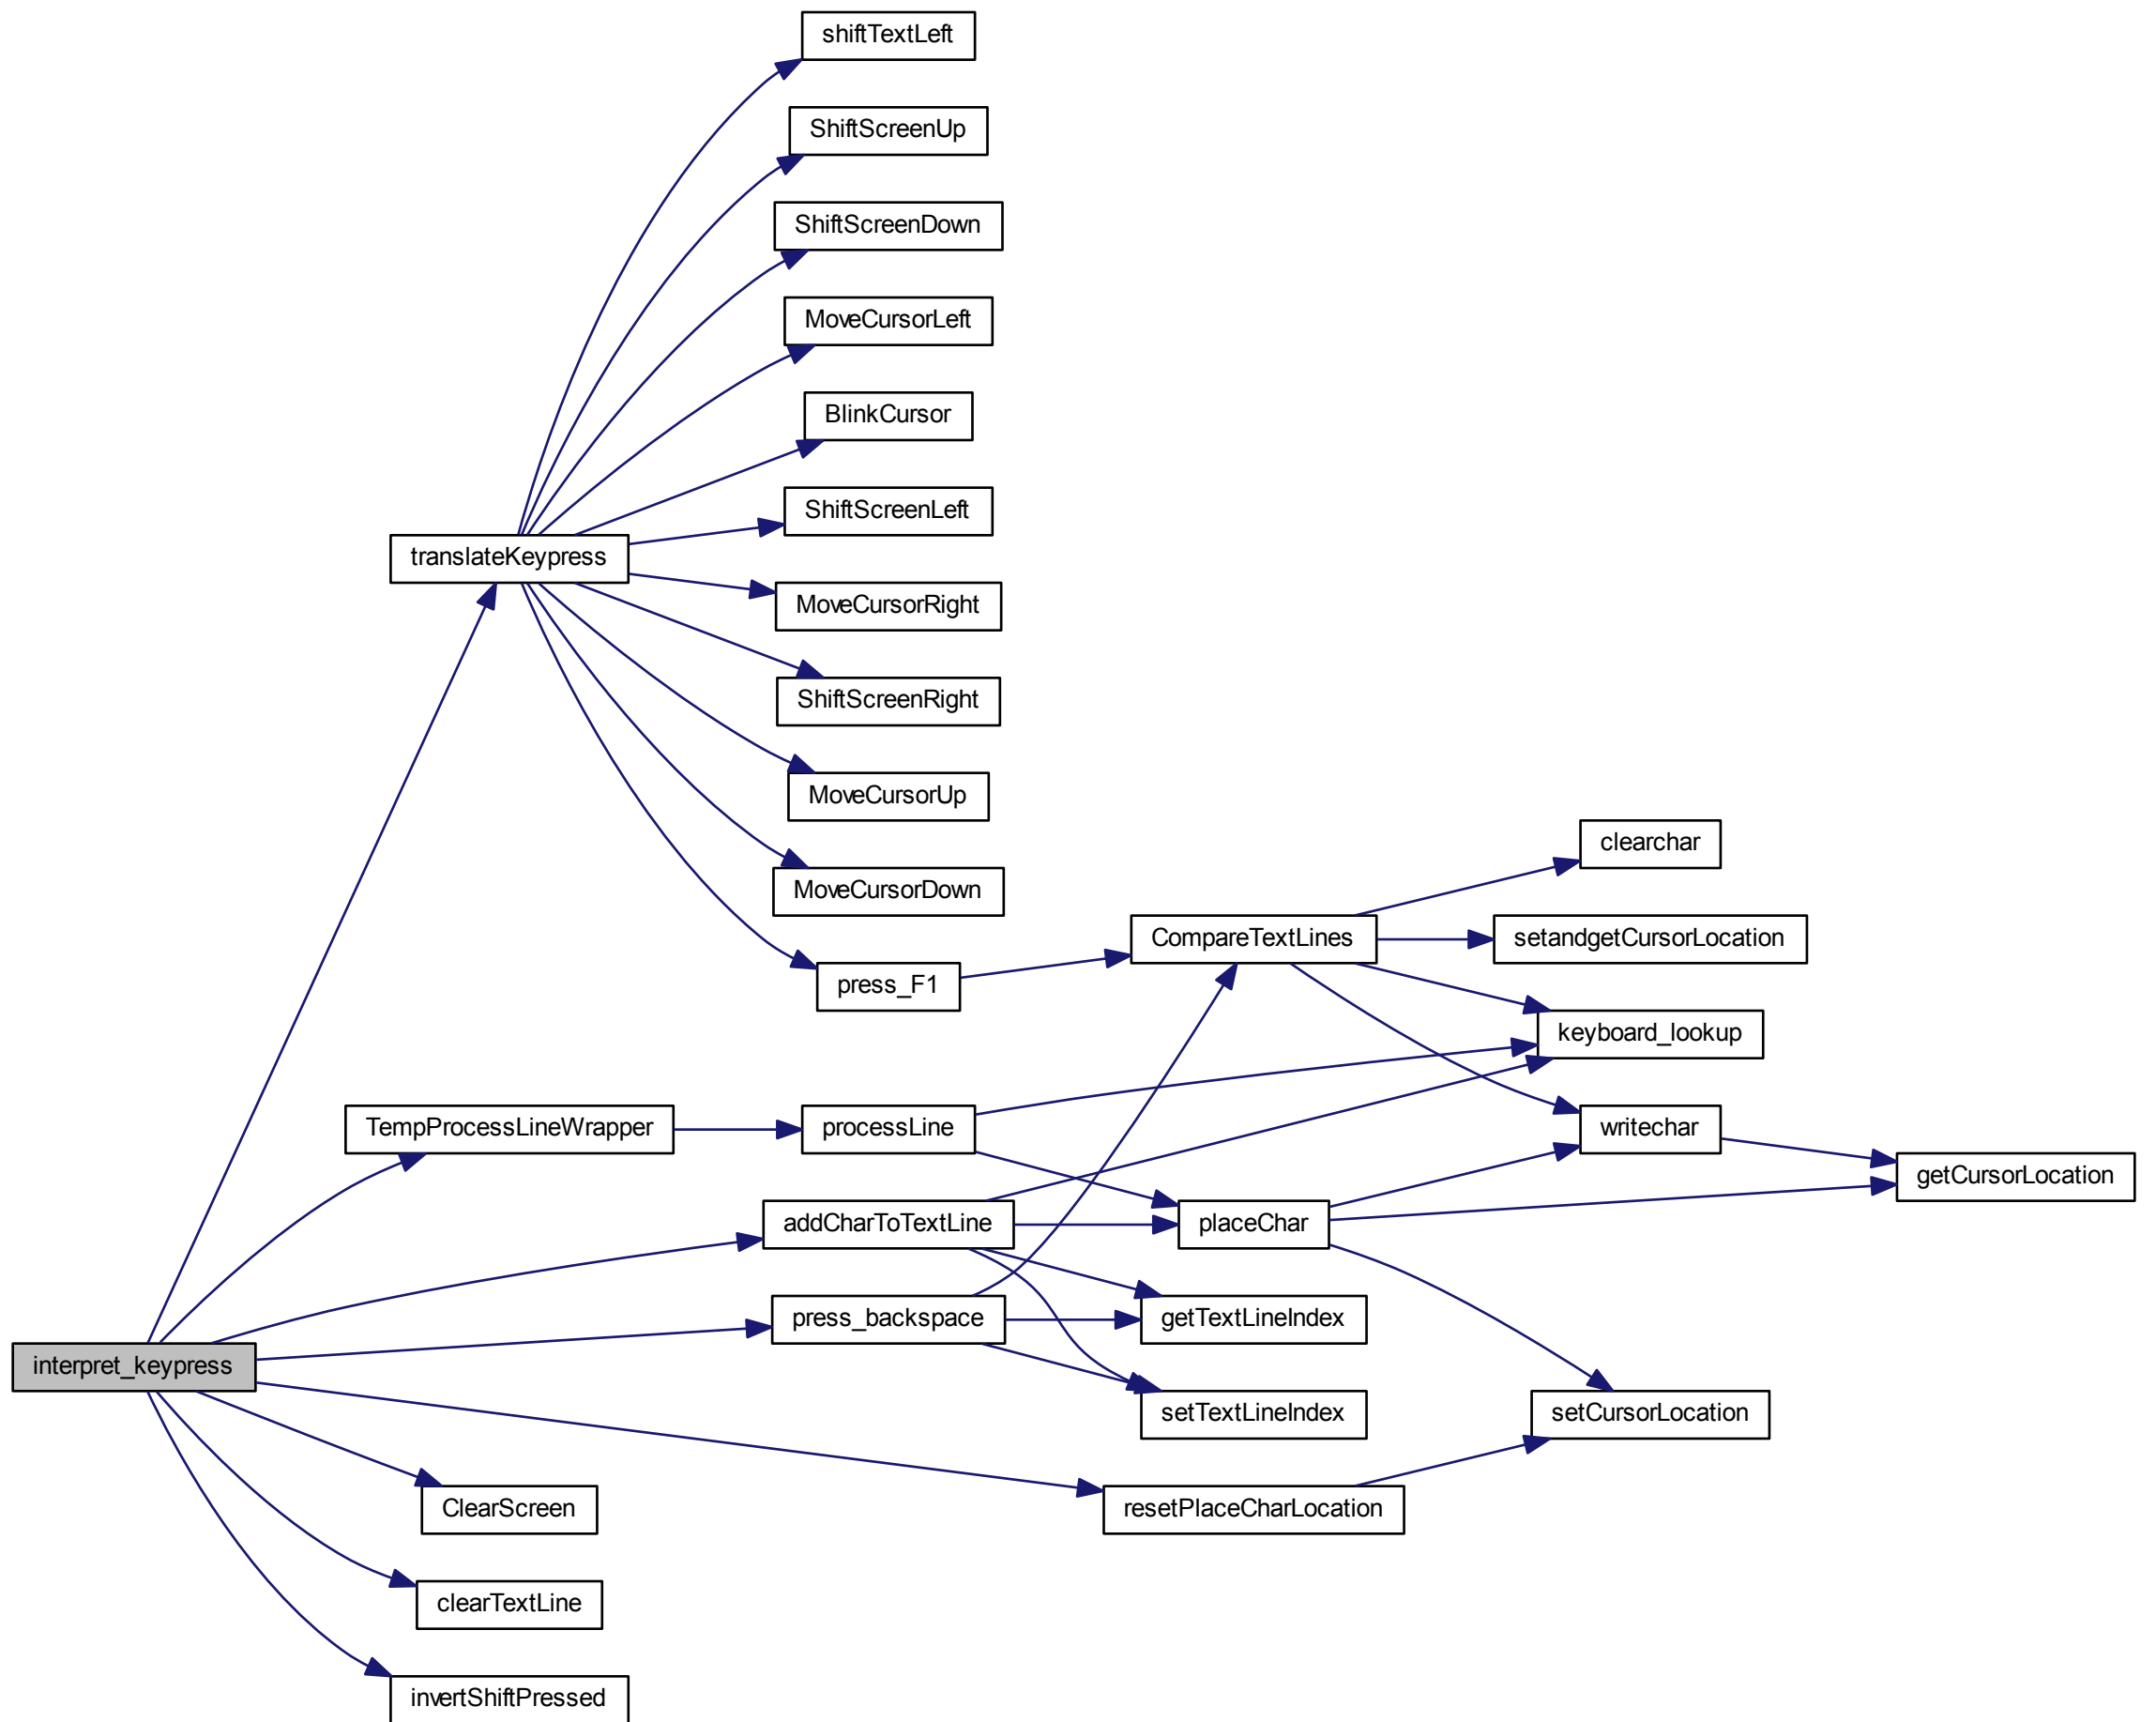 shiftTextLeft
ShiftScreenUp
ShiftScreenDown
MoveCursorLeft
BlinkCursor
ShiftScreenLeft
translateKeypress
MoveCursorRight
ShiftScreenRight
MoveCursorUp
clearchar
MoveCursorDown
CompareTextLines
setandgetCursorLocation
press_F1
keyboard_lookup
TempProcessLineWrapper
processLine
writechar
getCursorLocation
addCharToTextLine
placeChar
press_backspace
getTextLineIndex
interpret_keypress
setTextLineIndex
setCursorLocation
ClearScreen
resetPlaceCharLocation
clearTextLine
invertShiftPressed